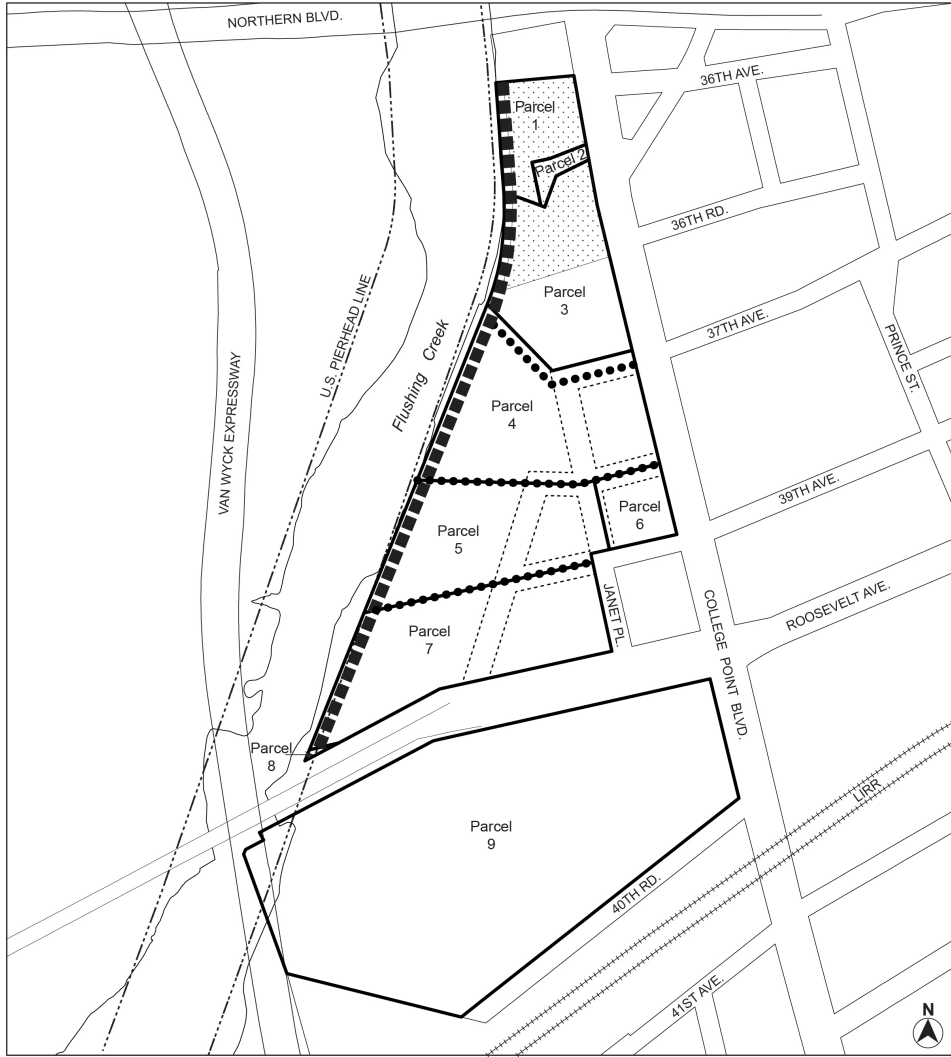 NORTHERN BLVD.
36TH AVE.
Parcel
1
Parcel 2
36TH RD.
Parcel
3
U.S. PIERHEAD LINE
Flushing Creek
37TH AVE.
PRINCE ST.
VAN WYCK EXPRESSWAY
Parcel
4
39TH AVE.
Parcel
5
Parcel
6
JANET PL.
COLLEGE POINT BLVD.
ROOSEVELT AVE.
Parcel
7
Parcel
8
Parcel
9
LIRR
40TH RD.
41ST AVE.
N